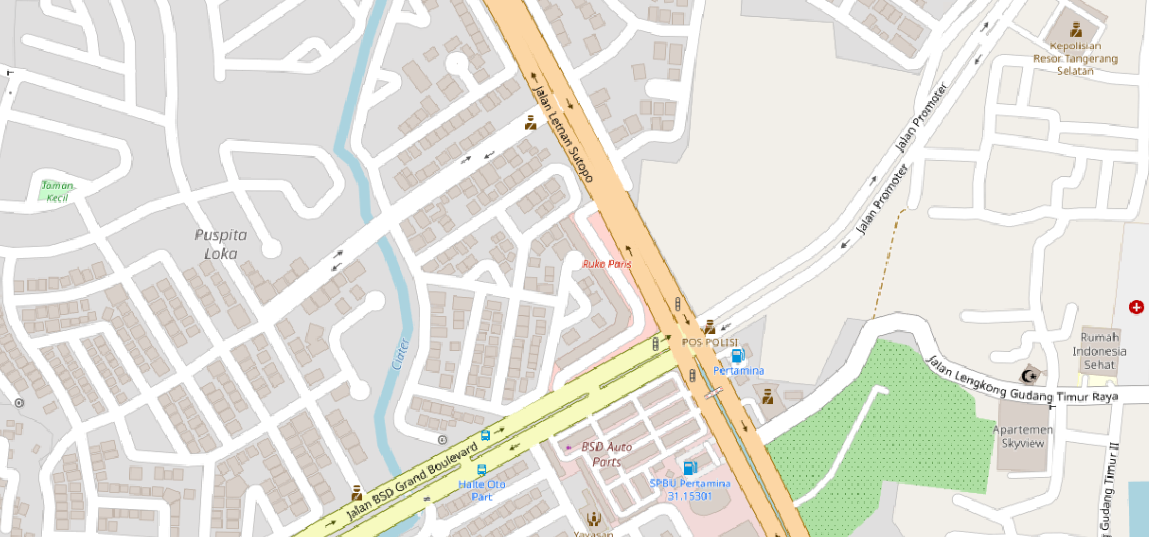 Kepolisian
Resor Tangerang
Selatan
Jalan Letnan Sutopo
Jalan Promoter
Jalan Promoter
Taman
Kecil
Puspita
Loka
Ruko Paris
Ciater
POS POLISI
Pertamina
Rumah
Indonesia
Sehat
Jalan Lengkong Gudang Timur Raya
Apartemen
Skyview
BSD Auto
Parts
Jalan BSD Grand Boulevard
Halte Oto
Part
SPBU Pertamina
31.15301
Gudang Timur II
Yayasan